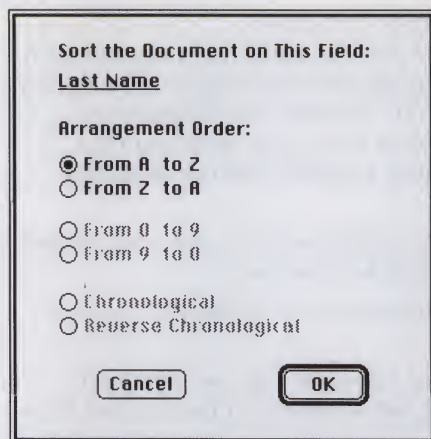 Sort the Document on This Field:
Last Name
Arrangement Order:
From A to Z
From Z to A
From 0 to 9
From 9 to 0
Chronological
Reverse Chronological
Cancel
OK